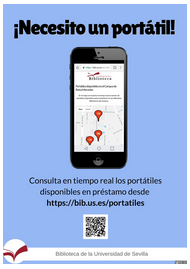 ¡Necesito un portátil!
Biblioteca
Consulta en tiempo real los portátiles
disponibles en préstamo desde
https://bib.us.es/portatiles
Biblioteca de la Universidad de Sevilla